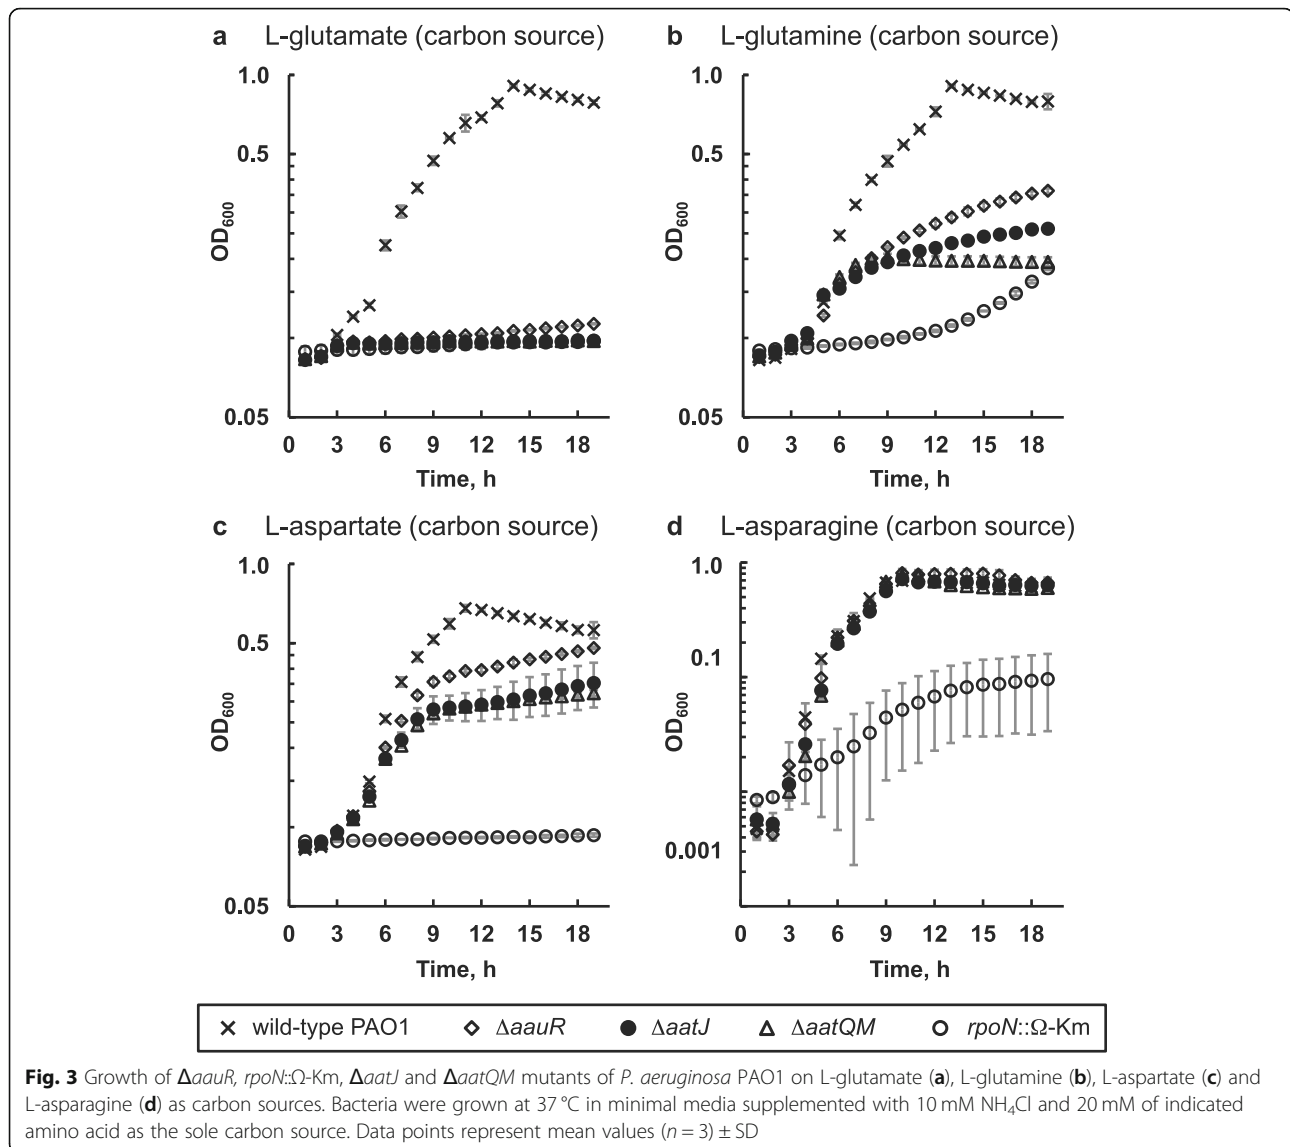 a L-glutamate (carbon source)
1.0
0.5
0.05
OD600
0 3 6 9 12 15 18
Time, h
b L-glutamine (carbon source)
1.0
0.5
0.05
OD600
0 3 6 9 12 15 18
Time, h
c L-aspartate (carbon source)
1.0
0.5
0.05
OD600
0 3 6 9 12 15 18
Time, h
d L-asparagine (carbon source)
1.0
0.1
0.001
OD600
0 3 6 9 12 15 18
Time, h
wild-type PAO1 ΔaauR ΔaatJ ΔaatQM rpoN::Ω-Km
Fig. 3 Growth of ΔaauR, rpoN::Ω-Km, ΔaatJ and ΔaatQM mutants of P. aeruginosa PAO1 on L-glutamate (a), L-glutamine (b), L-aspartate (c) and
L-asparagine (d) as carbon sources. Bacteria were grown at 37 °C in minimal media supplemented with 10 mM NH4Cl and 20 mM of indicated
amino acid as the sole carbon source. Data points represent mean values (n = 3) ± SD